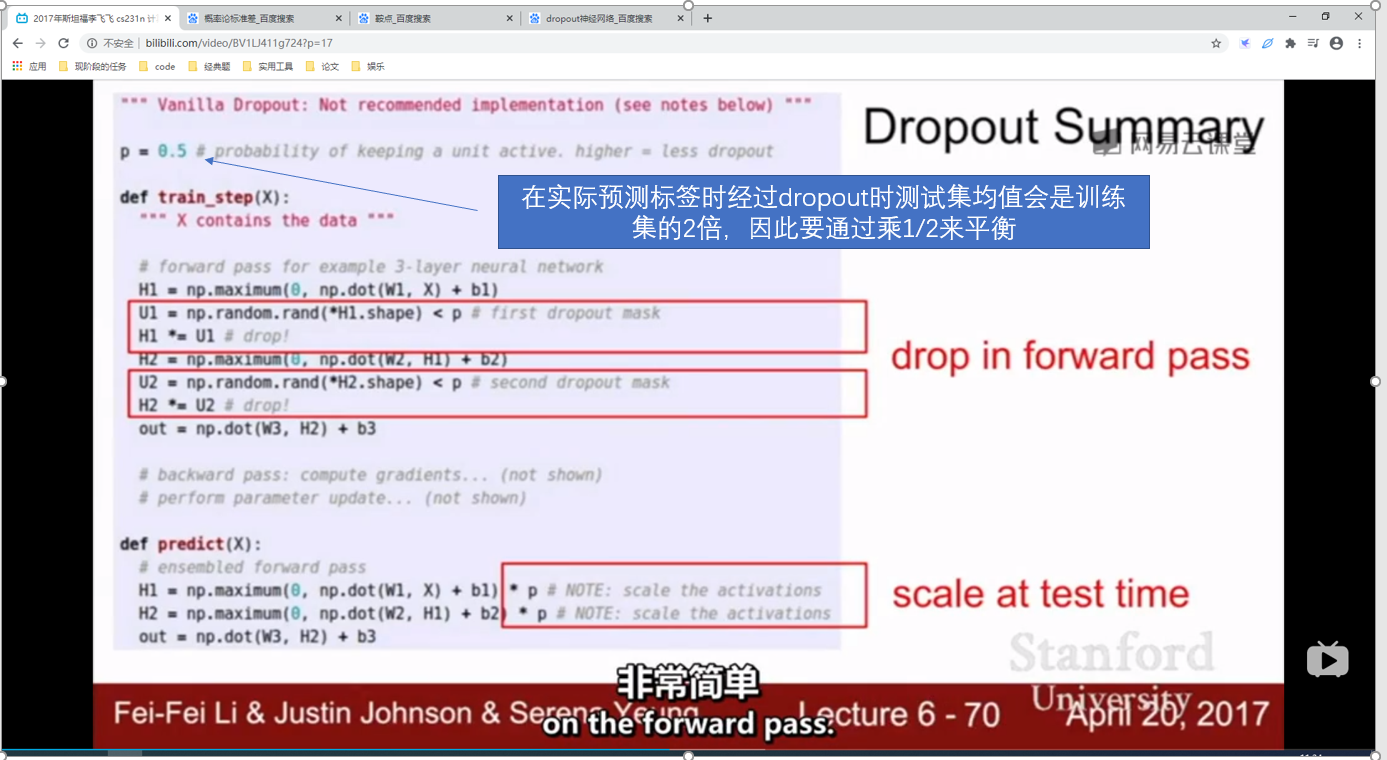 2017年斯坦福李飞飞 cs231n 计
概率论标准差_百度搜索
鞍点_百度搜索
dropout神经网络_百度搜索
不安全
bilibili.com/video/BV1LJ411g724?p=17
应用
现阶段的任务
code
经典题
实用工具
论文
娱乐
""" Vanilla Dropout: Not recommended implementation (see notes below) """
Dropout Summary
网易云课堂
p = 0.5 # probability of keeping a unit active. higher = less dropout
在实际预测标签时经过dropout时测试集均值会是训练
集的2倍，因此要通过乘1/2来平衡
def train_step(X):
""" X contains the data """
# forward pass for example 3-layer neural network
H1 = np.maximum(0, np.dot(W1, X) + b1)
U1 = np.random.rand(*H1.shape) < p # first dropout mask
H1 *= U1 # drop!
H2 = np.maximum(0, np.dot(W2, H1) + b2)
U2 = np.random.rand(*H2.shape) < p # second dropout mask
H2 *= U2 # drop!
out = np.dot(W3, H2) + b3
drop in forward pass
# backward pass: compute gradients... (not shown)
# perform parameter update... (not shown)
def predict(X):
# ensembled forward pass
H1 = np.maximum(0, np.dot(W1, X) + b1) * p # NOTE: scale the activations
H2 = np.maximum(0, np.dot(W2, H1) + b2) * p # NOTE: scale the activations
out = np.dot(W3, H2) + b3
scale at test time
Stanford
University
非常简单
on the forward pass.
Fei-Fei Li & Justin Johnson & Serena Yeung
Lecture 6 - 70
April 20, 2017